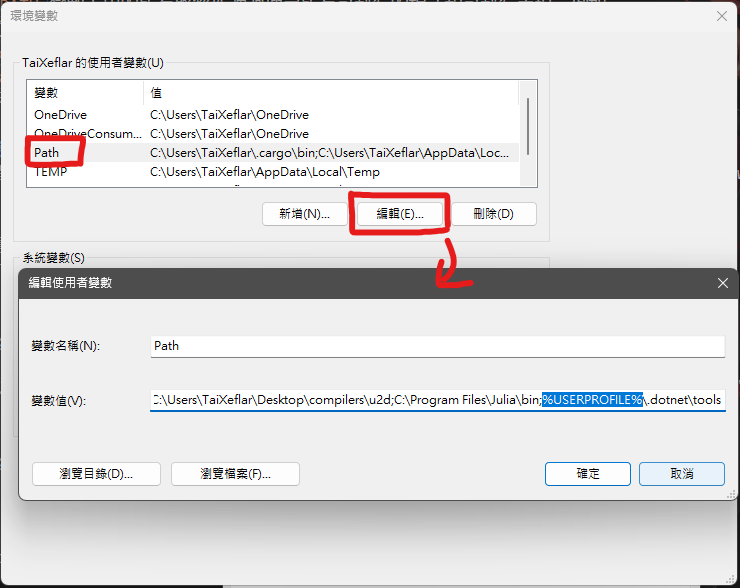 環境變數
TaiXeflar 的使用者變數(U)
變數 值
OneDrive C:\Users\TaiXeflar\OneDrive
OneDriveConsum... C:\Users\TaiXeflar\OneDrive
Path C:\Users\TaiXeflar\.cargo\bin;C:\Users\TaiXeflar\AppData\Loc...
TEMP C:\Users\TaiXeflar\AppData\Local\Temp
新增(N)... 編輯(E)... 刪除(D)
系統變數(S)
編輯使用者變數
變數名稱(N): Path
變數值(V): C:\Users\TaiXeflar\Desktop\compilers\u2d;C:\Program Files\Julia\bin;%USERPROFILE%\.dotnet\tools
瀏覽目錄(D)... 瀏覽檔案(F)... 確定 取消